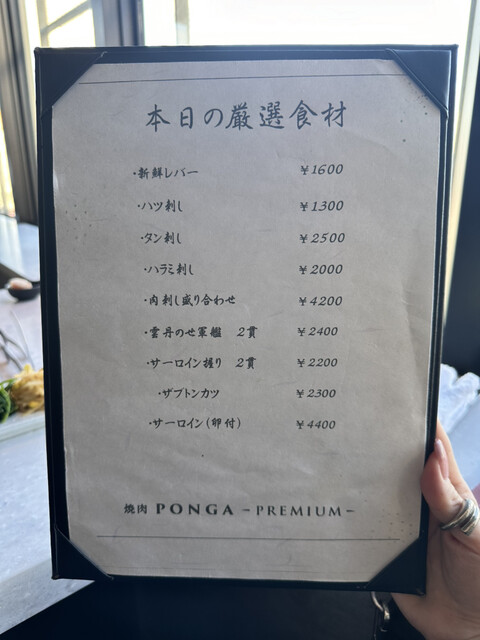 本日の厳選食材
・新鮮レバー ￥1600
・ハツ刺し ￥1300
・タン刺し ￥2500
・ハラミ刺し ￥2000
・肉刺し盛り合わせ ￥4200
・雲丹のせ軍艦 2貫 ￥2400
・サーロイン握り 2貫 ￥2200
・ザブトンカツ ￥2300
・サーロイン(卵付) ￥4400
焼肉 PONGA -PREMIUM-